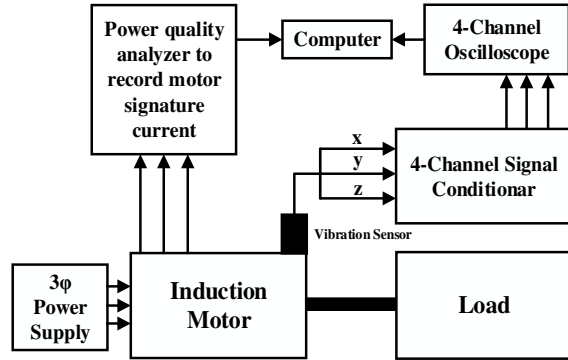 Power quality
analyzer to
record motor
signature
current
Computer
4-Channel
Oscilloscope
x
y
z
4-Channel Signal
Conditionar
Vibration Sensor
3φ
Power
Supply
Induction
Motor
Load